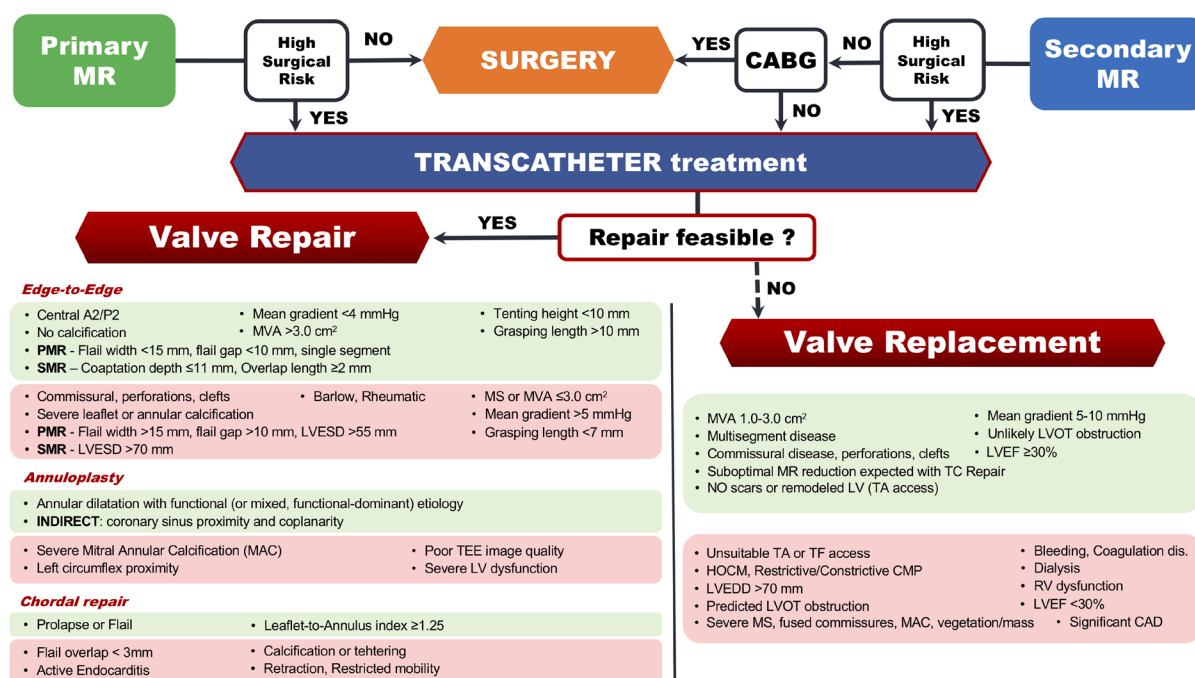 Primary
MR
High
Surgical
Risk
NO
SURGERY
YES
CABG
NO
High
Surgical
Risk
Secondary
MR
YES
NO
YES
TRANSCATHETER treatment
Valve Repair
YES
Repair feasible ?
NO
Edge-to-Edge
• Central A2/P2
• Mean gradient <4 mmHg
• Tenting height <10 mm
• No calcification
• MVA >3.0 cm²
• Grasping length >10 mm
• PMR - Flail width <15 mm, flail gap <10 mm, single segment
• SMR – Coaptation depth ≤11 mm, Overlap length ≥2 mm
• Commissural, perforations, clefts
• Barlow, Rheumatic
• MS or MVA ≤3.0 cm²
• Severe leaflet or annular calcification
• Mean gradient >5 mmHg
• PMR - Flail width >15 mm, flail gap >10 mm, LVESD >55 mm
• Grasping length <7 mm
• SMR - LVESD >70 mm
Annuloplasty
• Annular dilatation with functional (or mixed, functional-dominant) etiology
• INDIRECT: coronary sinus proximity and coplanarity
• Severe Mitral Annular Calcification (MAC)
• Poor TEE image quality
• Left circumflex proximity
• Severe LV dysfunction
Chordal repair
• Prolapse or Flail
• Leaflet-to-Annulus index ≥1.25
• Flail overlap < 3mm
• Calcification or tehtering
• Active Endocarditis
• Retraction, Restricted mobility
Valve Replacement
• MVA 1.0-3.0 cm²
• Mean gradient 5-10 mmHg
• Multisegment disease
• Unlikely LVOT obstruction
• Commissural disease, perforations, clefts
• LVEF ≥30%
• Suboptimal MR reduction expected with TC Repair
• NO scars or remodeled LV (TA access)
• Unsuitable TA or TF access
• Bleeding, Coagulation dis.
• HOCM, Restrictive/Constrictive CMP
• Dialysis
• LVEDD >70 mm
• RV dysfunction
• Predicted LVOT obstruction
• LVEF <30%
• Severe MS, fused commissures, MAC, vegetation/mass
• Significant CAD